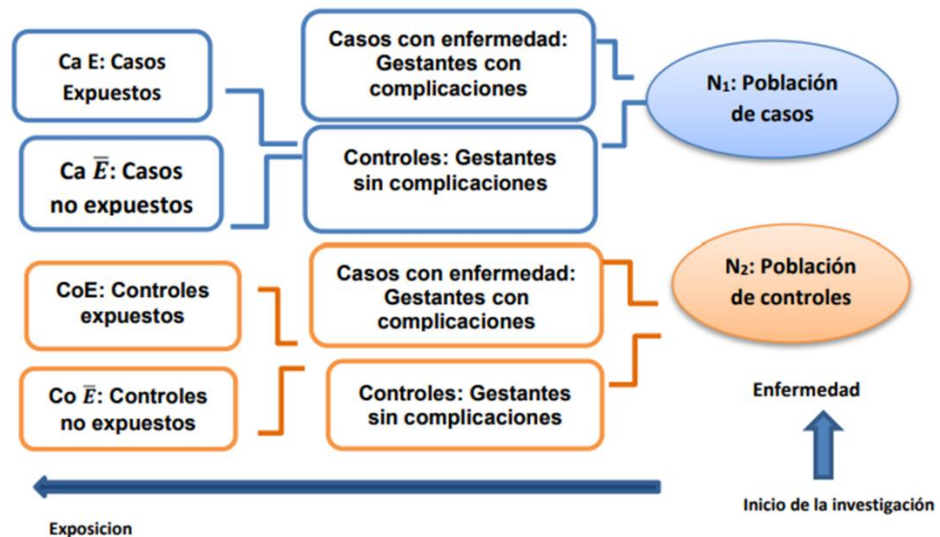 Ca E: Casos
Expuestos
Ca E̅: Casos
no expuestos
Casos con enfermedad:
Gestantes con
complicaciones
Controles: Gestantes
sin complicaciones
N₁: Población
de casos
CoE: Controles
expuestos
Co E̅: Controles
no expuestos
Casos con enfermedad:
Gestantes con
complicaciones
Controles: Gestantes
sin complicaciones
N₂: Población
de controles
Enfermedad
Inicio de la investigación
Exposicion